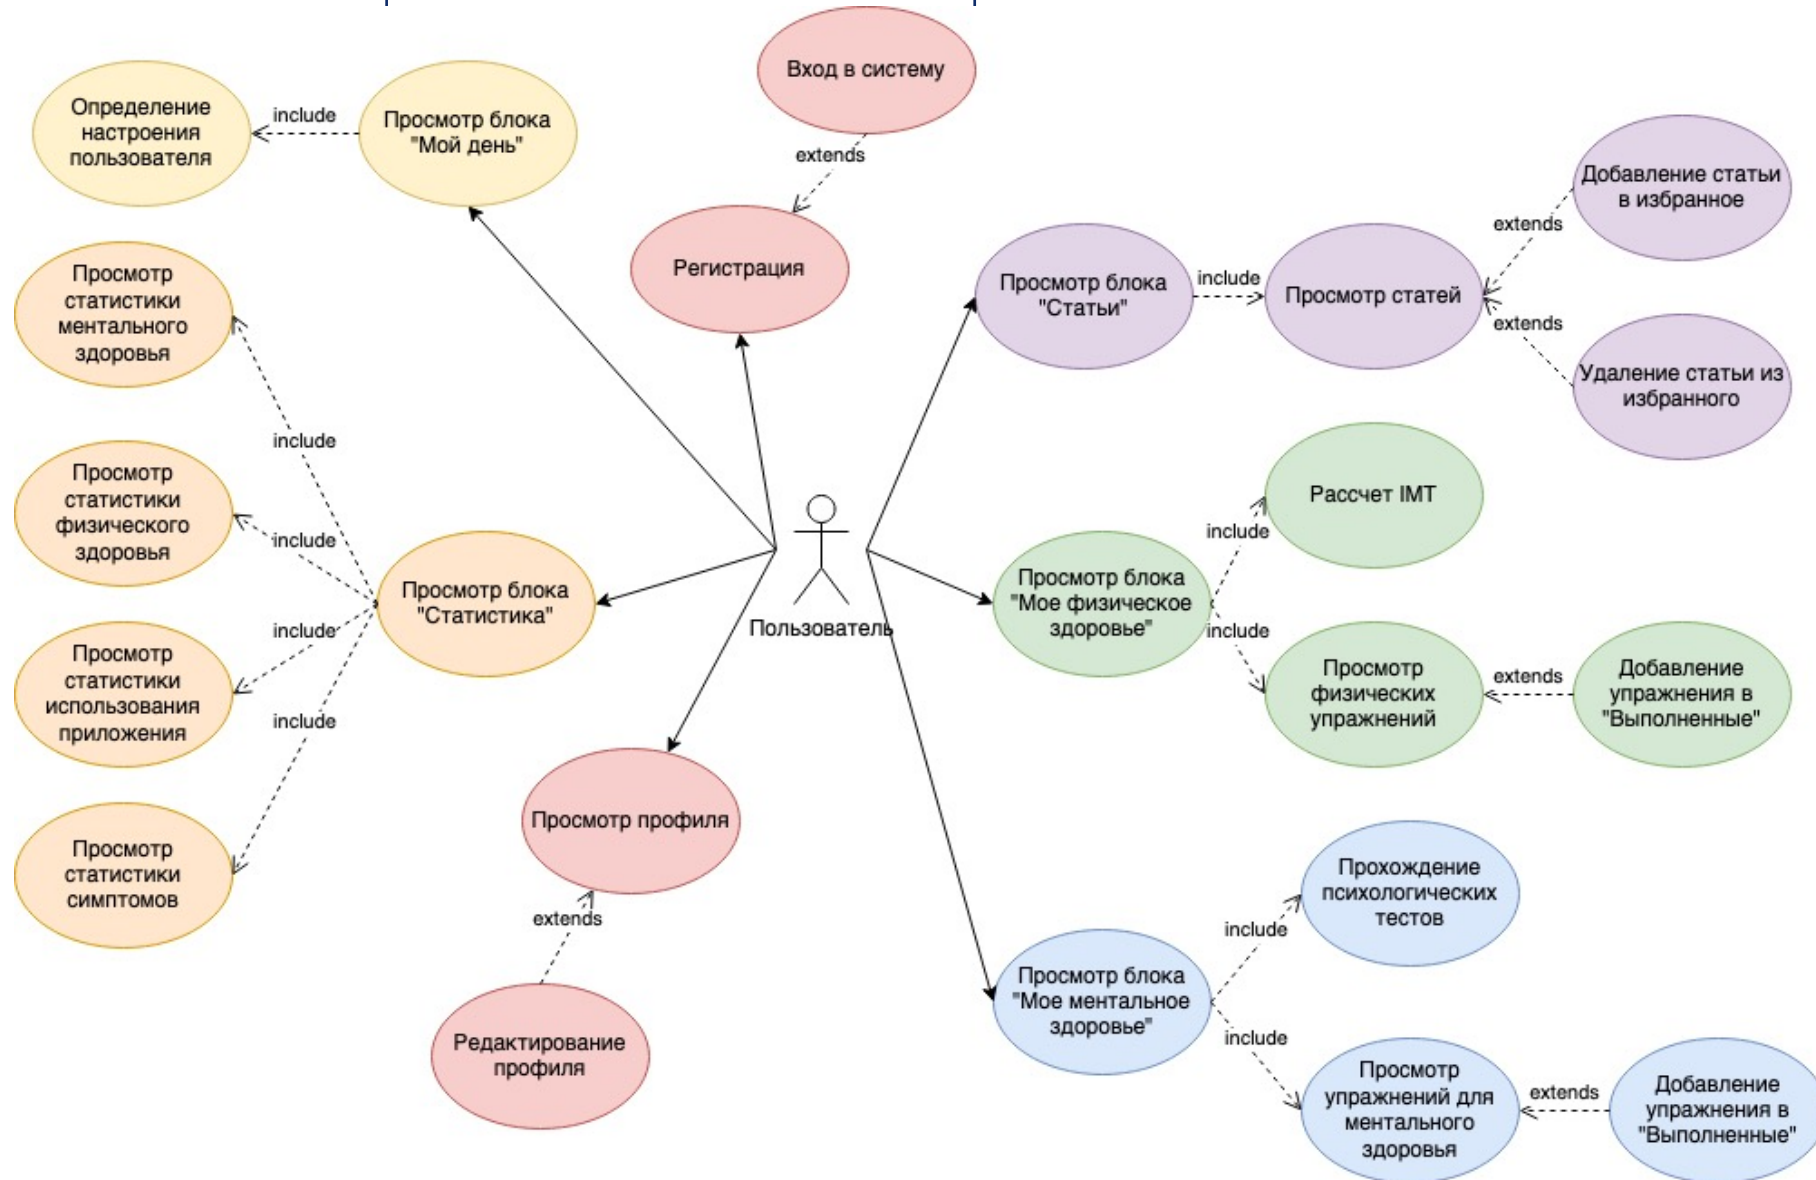 Вход в систему
Определение
настроения
пользователя
include
Просмотр блока
"Мой день"
extends
Регистрация
Просмотр блока
"Статьи"
include
Просмотр статей
extends
Добавление статьи
в избранное
extends
Удаление статьи из
избранного
Просмотр
статистики
ментального
здоровья
include
Просмотр
статистики
физического
здоровья
include
Просмотр
статистики
использования
приложения
include
Просмотр
статистики
симптомов
include
Просмотр блока
"Статистика"
Пользователь
Просмотр блока
"Мое физическое
здоровье"
include
Рассчет IMT
include
Просмотр
физических
упражнений
extends
Добавление
упражнения в
"Выполненные"
Просмотр профиля
extends
Редактирование
профиля
Просмотр блока
"Мое ментальное
здоровье"
include
Прохождение
психологических
тестов
include
Просмотр
упражнений для
ментального
здоровья
extends
Добавление
упражнения в
"Выполненные"